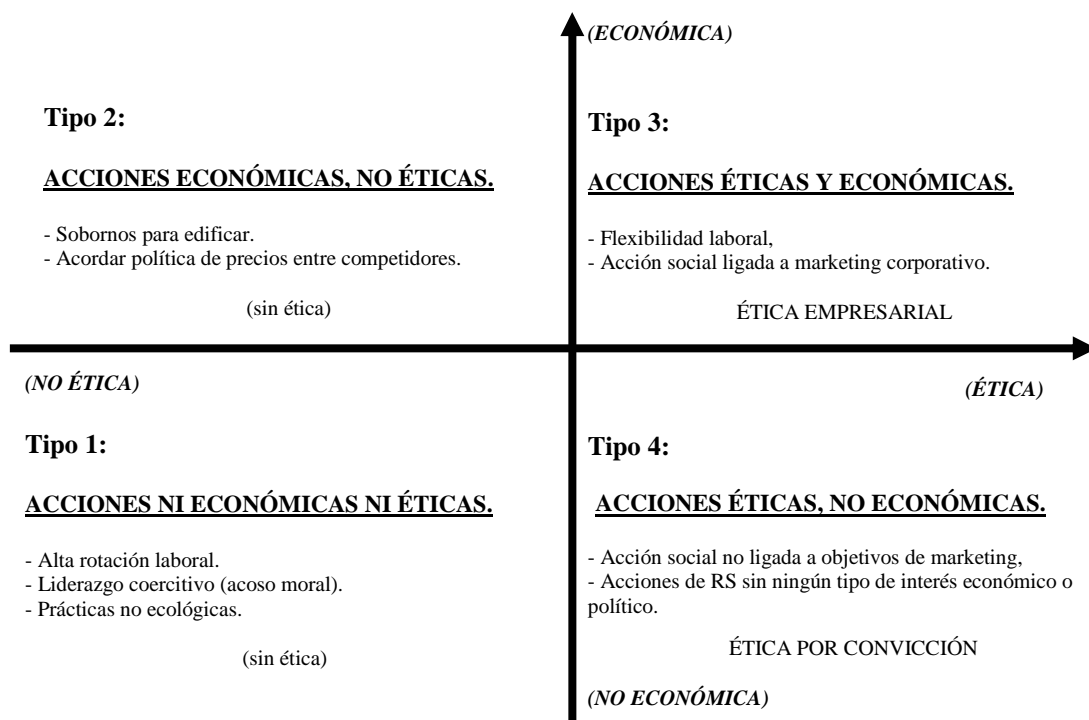 (ECONÓMICA)
Tipo 2:
ACCIONES ECONÓMICAS, NO ÉTICAS.
- Sobornos para edificar.
- Acordar política de precios entre competidores.
(sin ética)
Tipo 3:
ACCIONES ÉTICAS Y ECONÓMICAS.
- Flexibilidad laboral,
- Acción social ligada a marketing corporativo.
ÉTICA EMPRESARIAL
(NO ÉTICA)
(ÉTICA)
Tipo 1:
ACCIONES NI ECONÓMICAS NI ÉTICAS.
- Alta rotación laboral.
- Liderazgo coercitivo (acoso moral).
- Prácticas no ecológicas.
(sin ética)
Tipo 4:
ACCIONES ÉTICAS, NO ECONÓMICAS.
- Acción social no ligada a objetivos de marketing,
- Acciones de RS sin ningún tipo de interés económico o
político.
ÉTICA POR CONVICCIÓN
(NO ECONÓMICA)